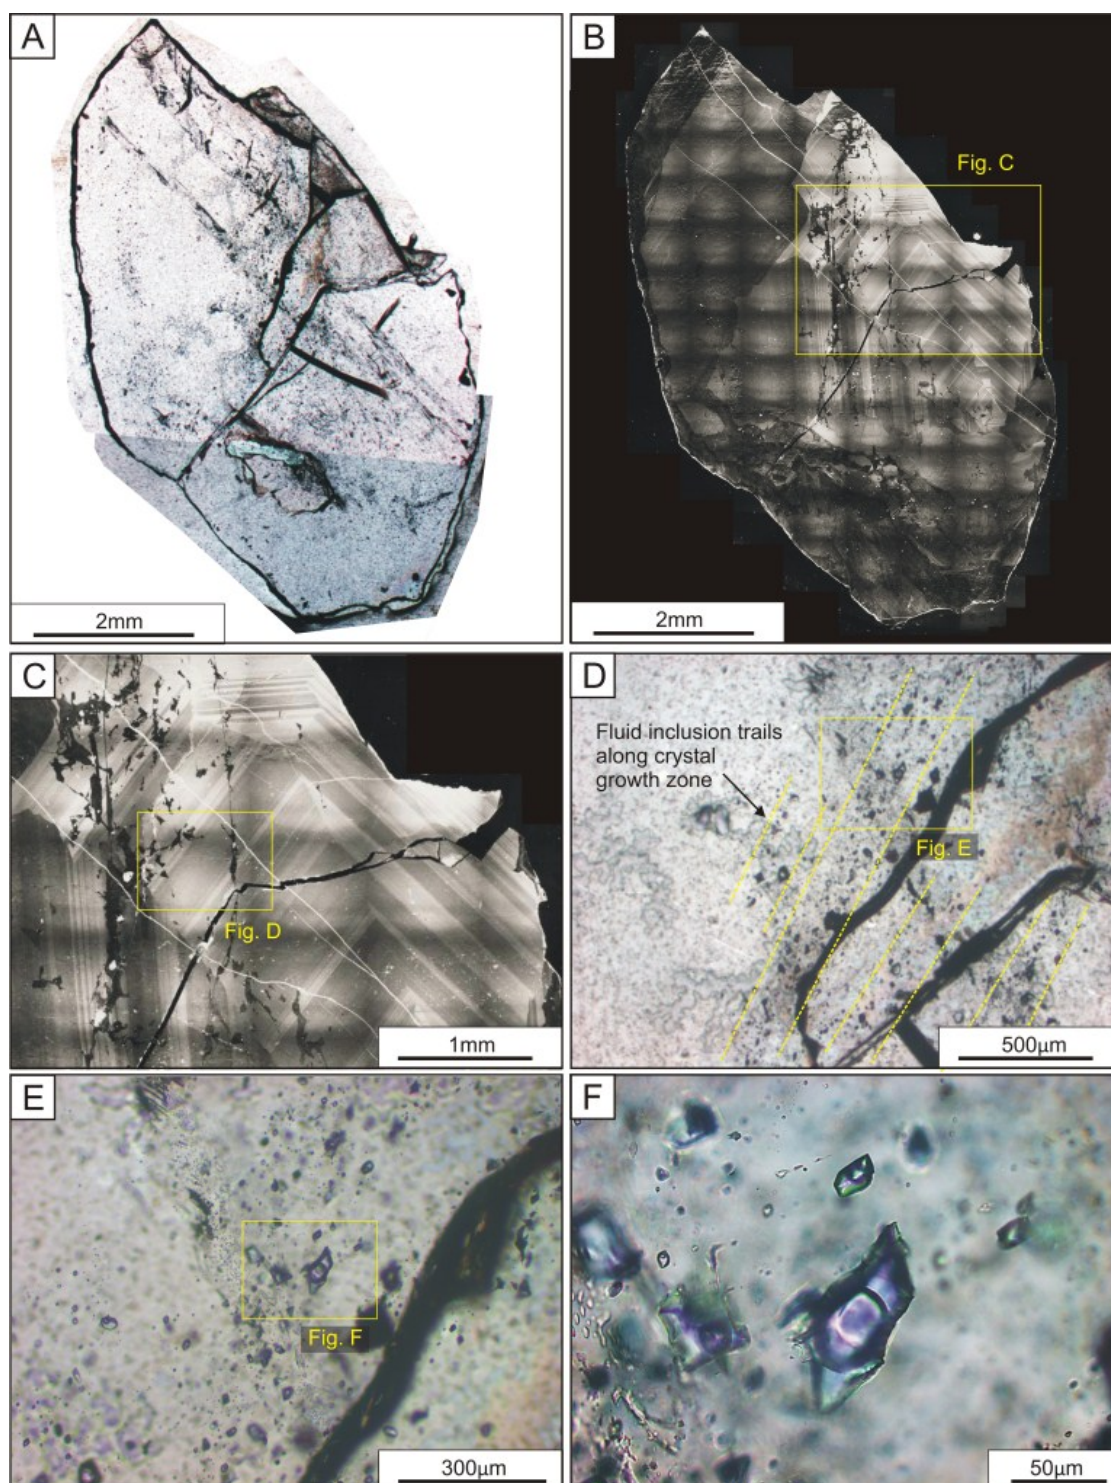 A
2mm
B
Fig. C
2mm
C
Fig. D
1mm
D
Fluid inclusion trails
along crystal
growth zone
Fig. E
500µm
E
Fig. F
300µm
F
50µm